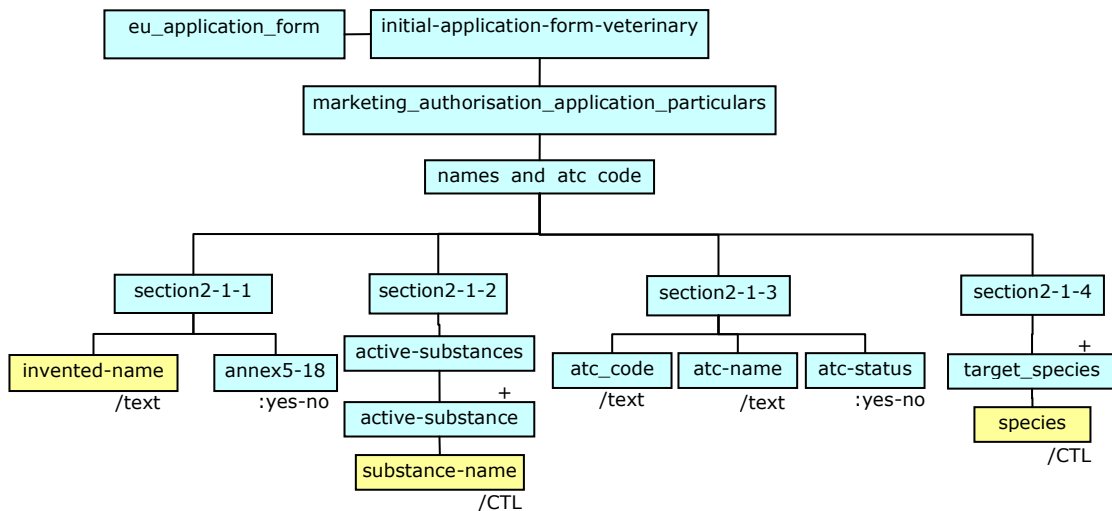 eu_application_form
initial-application-form-veterinary
marketing_authorisation_application_particulars
names and atc code
section2-1-1
section2-1-2
section2-1-3
section2-1-4
invented-name
/text
annex5-18
:yes-no
active-substances
+
active-substance
substance-name
/CTL
atc_code
/text
atc-name
/text
atc-status
:yes-no
+
target_species
species
/CTL